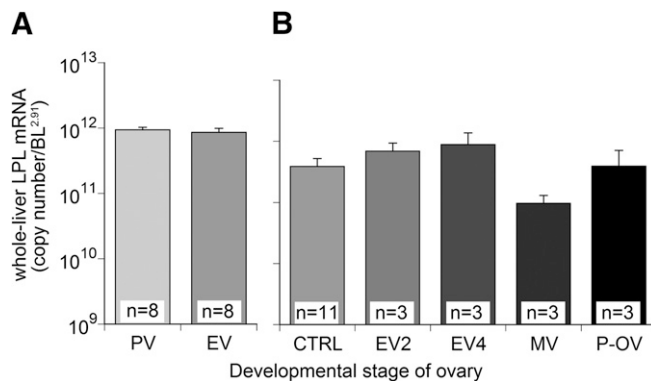 A
B
whole-liver LPL mRNA
(copy number/BL^2.91)
10^13
10^12
10^11
10^10
10^9
n=8
n=8
n=11
n=3
n=3
n=3
n=3
PV
EV
CTRL
EV2
EV4
MV
P-OV
Developmental stage of ovary